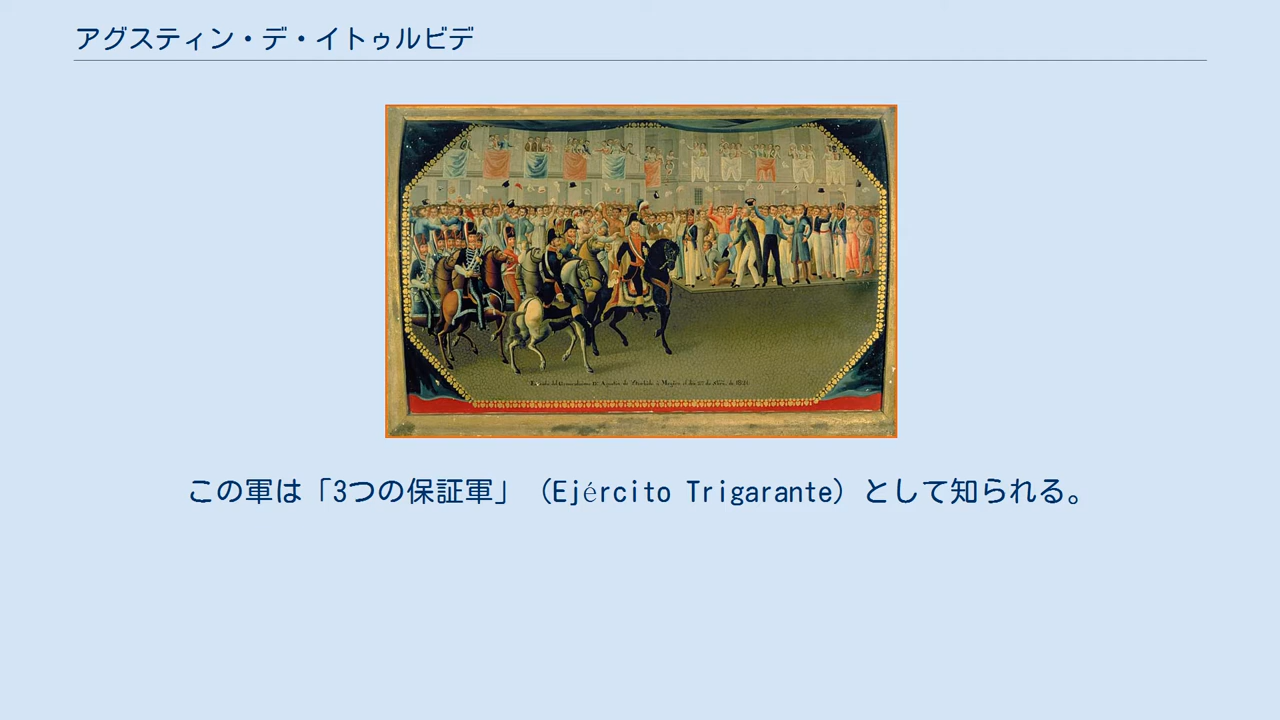 アグスティン・デ・イトゥルビデ
この軍は「3つの保証軍」（Ejército Trigarante）として知られる。